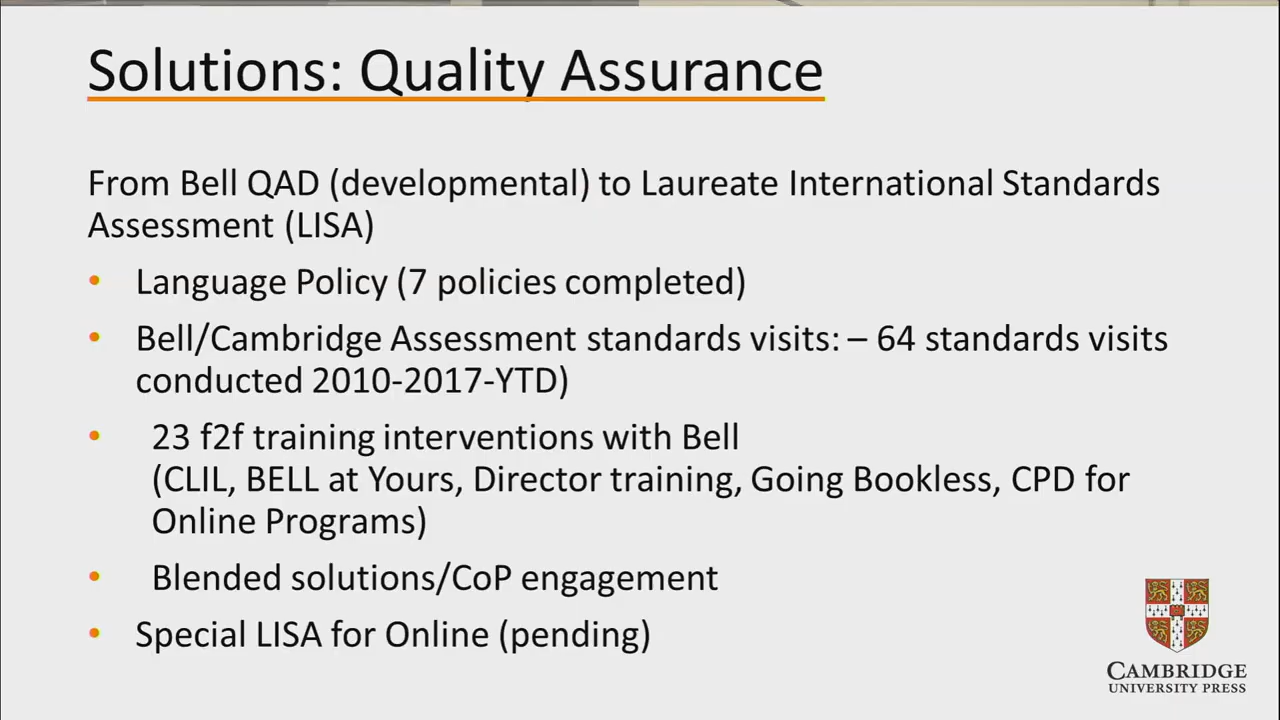 Solutions: Quality Assurance
From Bell QAD (developmental) to Laureate International Standards
Assessment (LISA)
• Language Policy (7 policies completed)
• Bell/Cambridge Assessment standards visits: – 64 standards visits
conducted 2010-2017-YTD)
• 23 f2f training interventions with Bell
(CLIL, BELL at Yours, Director training, Going Bookless, CPD for
Online Programs)
• Blended solutions/CoP engagement
• Special LISA for Online (pending)
CAMBRIDGE
UNIVERSITY PRESS